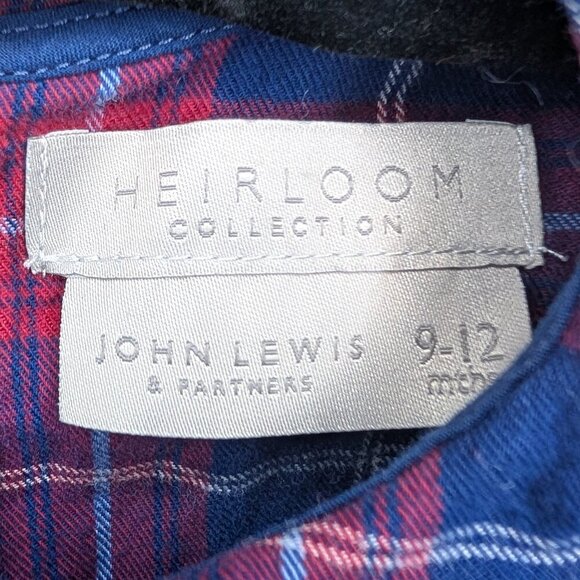 HEIRLOOM
COLLECTION
JOHN LEWIS
& PARTNERS
9-12
mths